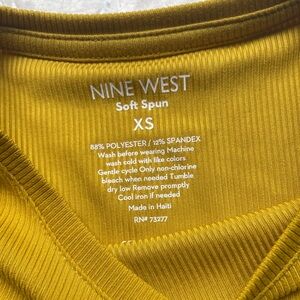 NINE WEST
Soft Spun
XS
88% POLYESTER / 12% SPANDEX
Wash before wearing Machine
wash cold with like colors
Gentle cycle Only non-chlorine
bleach when needed Tumble
dry low Remove promptly
Cool iron if needed
Made in Haiti
RN# 73277